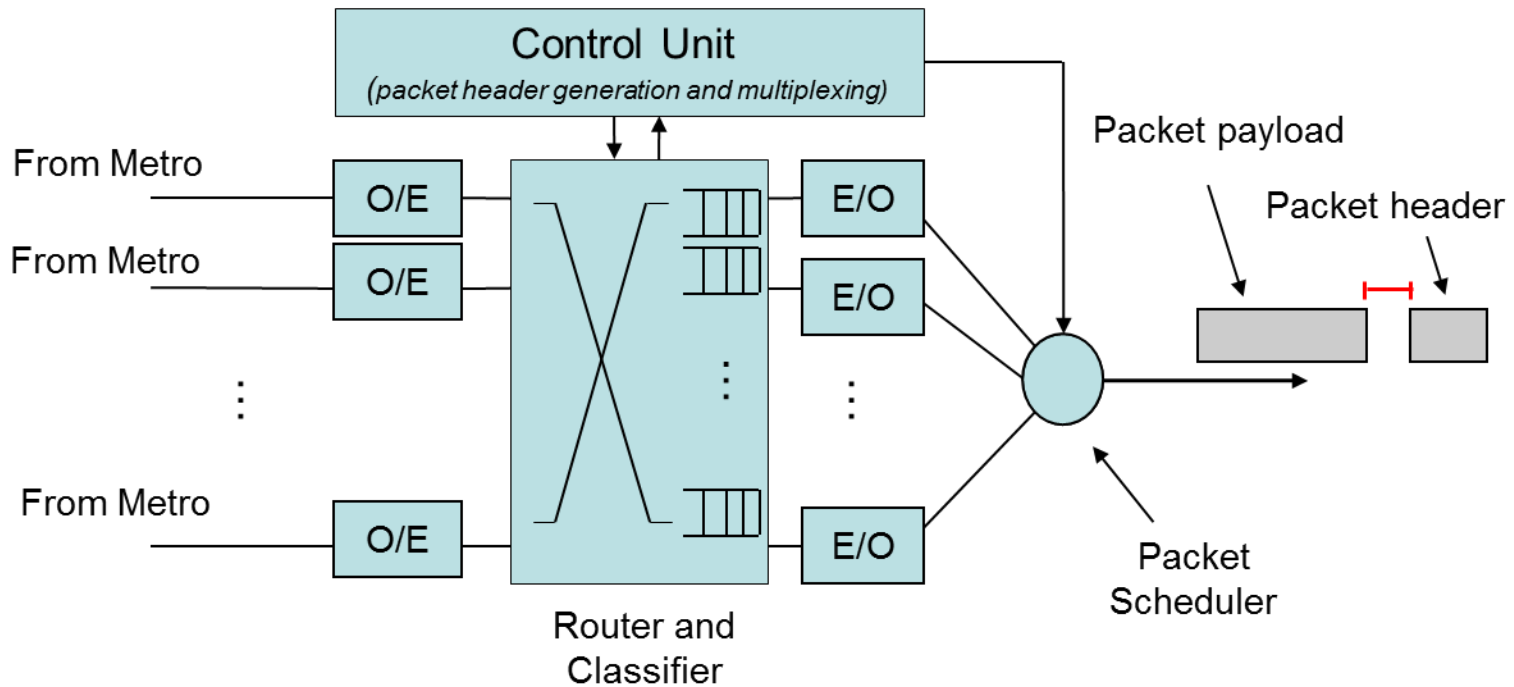 Control Unit
(packet header generation and multiplexing)
Packet payload
Packet header
From Metro
O/E
E/O
From Metro
O/E
E/O
⋮
⋮
⋮
From Metro
O/E
E/O
Packet
Scheduler
Router and
Classifier